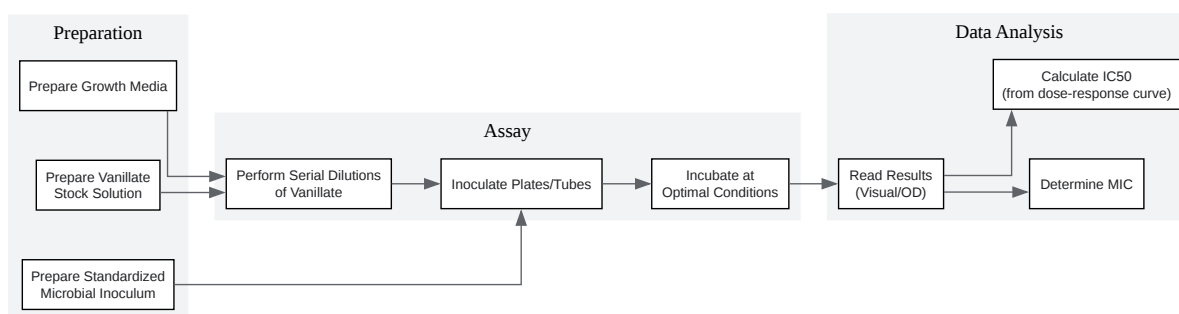 Preparation
Prepare Growth Media
Prepare Vanillate
Stock Solution
Prepare Standardized
Microbial Inoculum
Assay
Perform Serial Dilutions
of Vanillate
Inoculate Plates/Tubes
Incubate at
Optimal Conditions
Data Analysis
Read Results
(Visual/OD)
Calculate IC50
(from dose-response curve)
Determine MIC